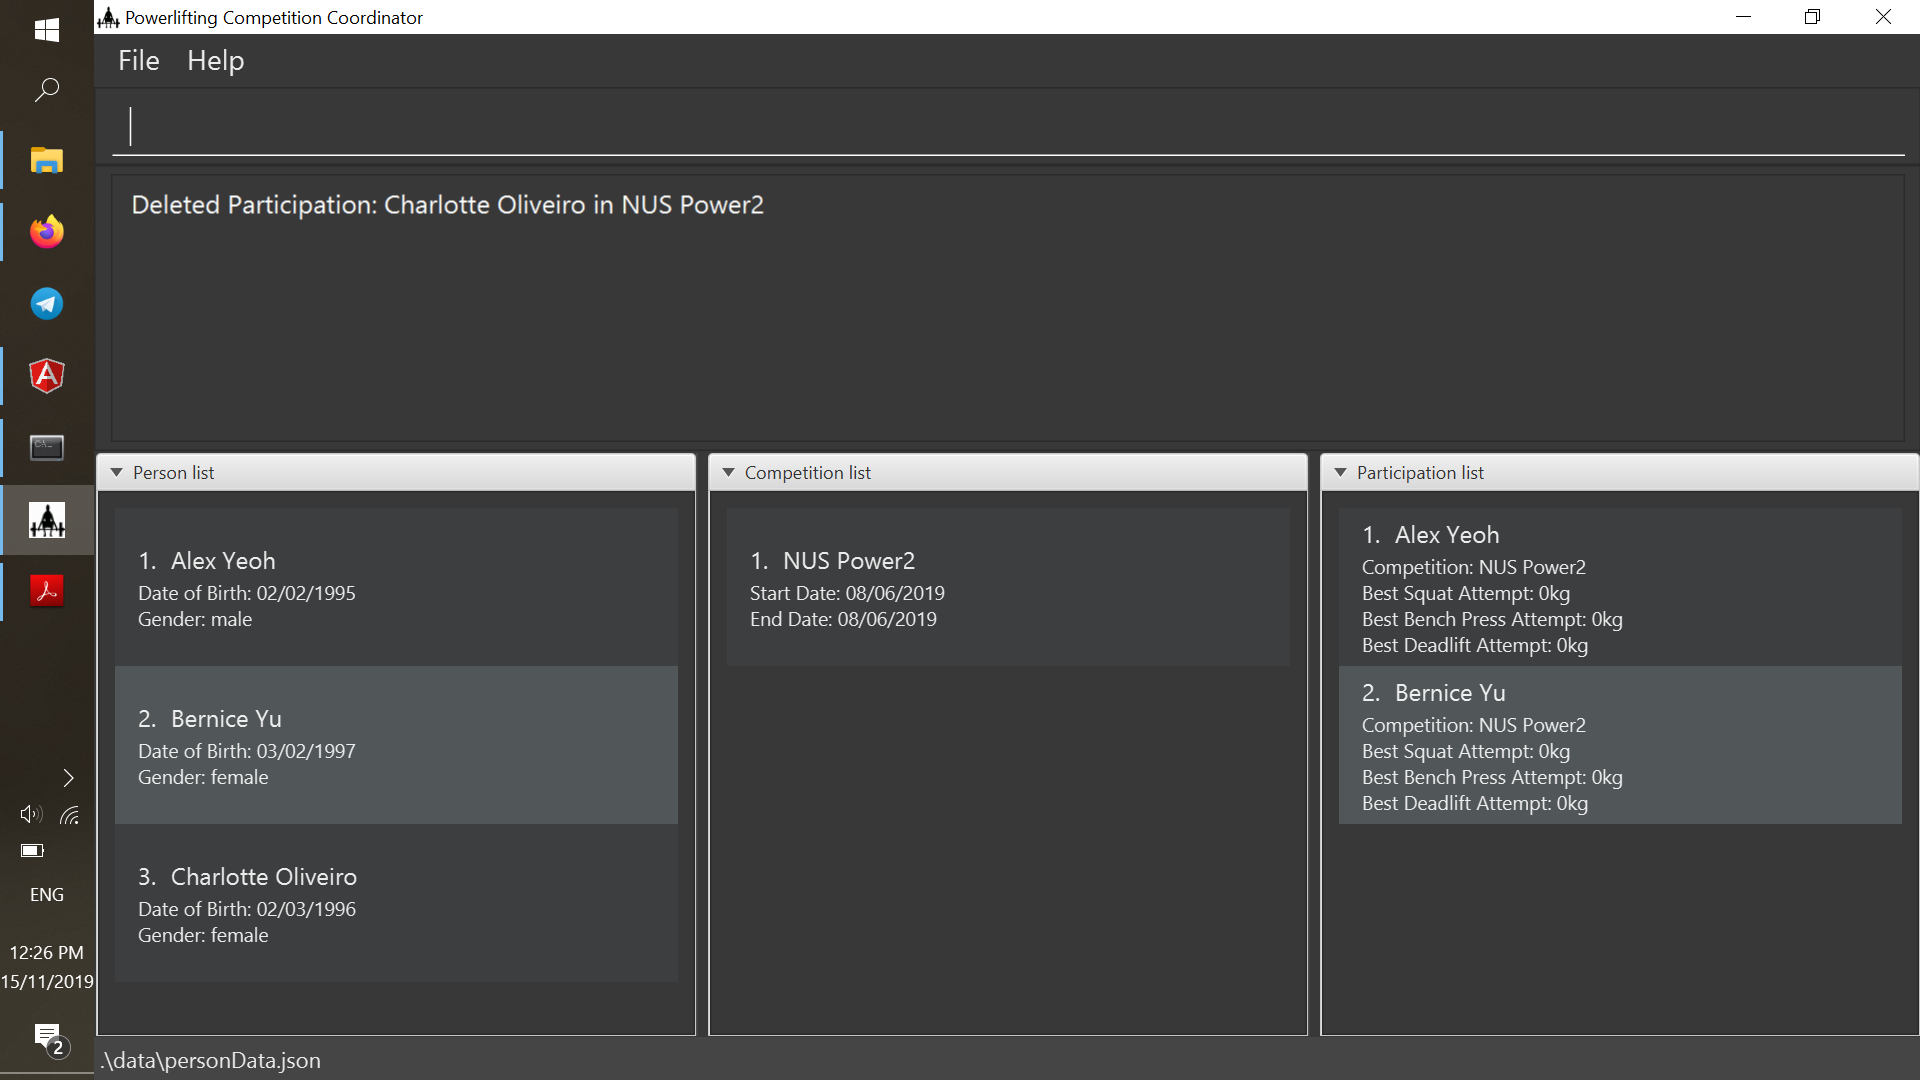 Powerlifting Competition Coordinator
File Help
Deleted Participation: Charlotte Oliveiro in NUS Power2
Person list
1. Alex Yeoh
Date of Birth: 02/02/1995
Gender: male
2. Bernice Yu
Date of Birth: 03/02/1997
Gender: female
3. Charlotte Oliveiro
Date of Birth: 02/03/1996
Gender: female
Competition list
1. NUS Power2
Start Date: 08/06/2019
End Date: 08/06/2019
Participation list
1. Alex Yeoh
Competition: NUS Power2
Best Squat Attempt: 0kg
Best Bench Press Attempt: 0kg
Best Deadlift Attempt: 0kg
2. Bernice Yu
Competition: NUS Power2
Best Squat Attempt: 0kg
Best Bench Press Attempt: 0kg
Best Deadlift Attempt: 0kg
.\data\personData.json
ENG
12:26 PM
15/11/2019
2